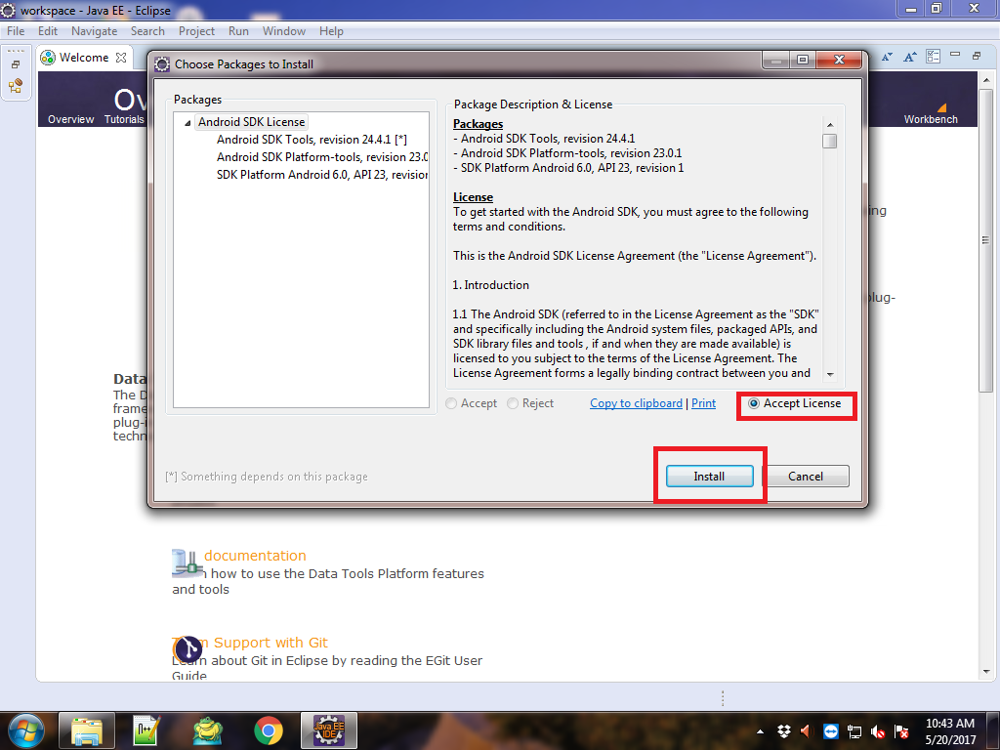 workspace - Java EE - Eclipse
File Edit Navigate Search Project Run Window Help
Welcome
Overview Tutorials
Workbench
Choose Packages to Install
Packages
Android SDK License
Android SDK Tools, revision 24.4.1 [*]
Android SDK Platform-tools, revision 23.0
SDK Platform Android 6.0, API 23, revision
Package Description & License
Packages
- Android SDK Tools, revision 24.4.1
- Android SDK Platform-tools, revision 23.0.1
- SDK Platform Android 6.0, API 23, revision 1
License
To get started with the Android SDK, you must agree to the following
terms and conditions.
This is the Android SDK License Agreement (the "License Agreement").
1. Introduction
1.1 The Android SDK (referred to in the License Agreement as the "SDK"
and specifically including the Android system files, packaged APIs, and
SDK library files and tools , if and when they are made available) is
licensed to you subject to the terms of the License Agreement. The
License Agreement forms a legally binding contract between you and
Accept Reject Copy to clipboard | Print Accept License
[*] Something depends on this package
Install Cancel
Ov
ing
plug-
Data
The D
frame
plug-i
techn
documentation
how to use the Data Tools Platform features
and tools
Support with Git
Learn about Git in Eclipse by reading the EGit User
Guide
Java EE
IDE
10:43 AM
5/20/2017